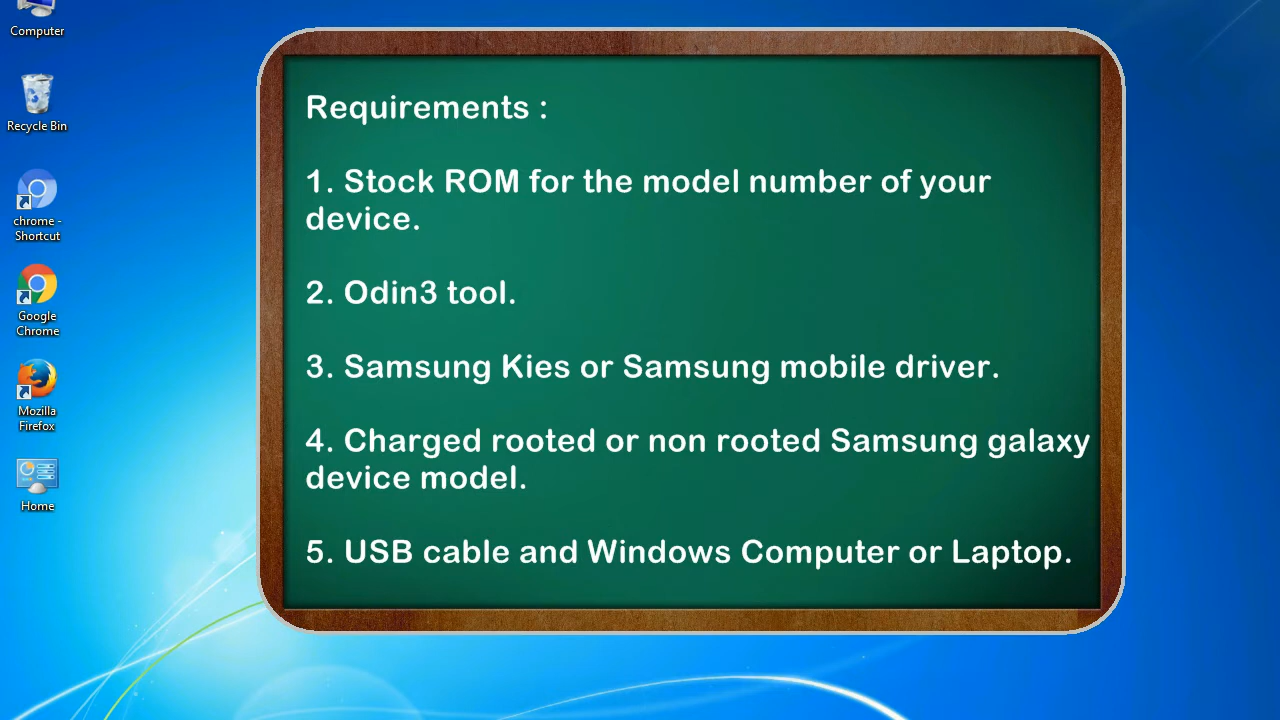 Computer
Recycle Bin
chrome -
Shortcut
Google
Chrome
Mozilla
Firefox
Home
Requirements :
1. Stock ROM for the model number of your
device.
2. Odin3 tool.
3. Samsung Kies or Samsung mobile driver.
4. Charged rooted or non rooted Samsung galaxy
device model.
5. USB cable and Windows Computer or Laptop.